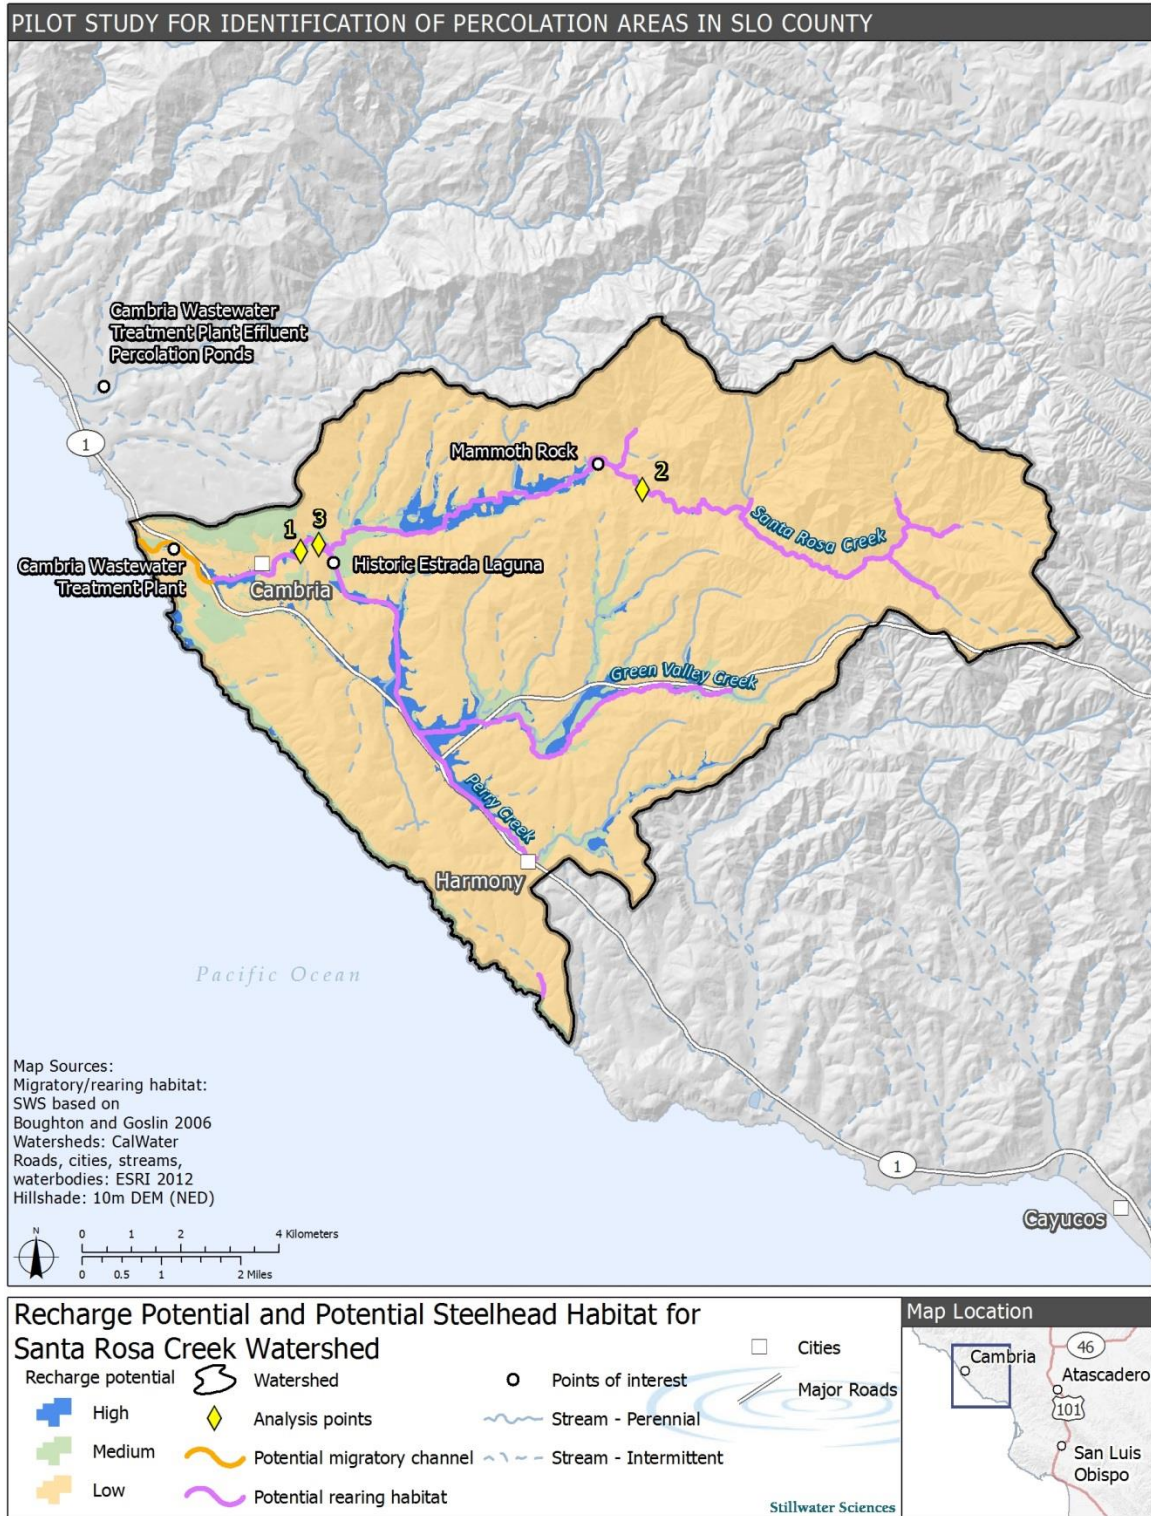 PILOT STUDY FOR IDENTIFICATION OF PERCOLATION AREAS IN SLO COUNTY
Cambria Wastewater
Treatment Plant Effluent
Percolation Ponds
1
Mammoth Rock
2
1
3
Santa Rosa Creek
Cambria Wastewater
Treatment Plant
Historic Estrada Laguna
Cambria
Green Valley Creek
Perry Creek
Harmony
Pacific Ocean
Map Sources:
Migratory/rearing habitat:
SWS based on
Boughton and Goslin 2006
Watersheds: CalWater
Roads, cities, streams,
waterbodies: ESRI 2012
Hillshade: 10m DEM (NED)
1
Cayucos
N
0 1 2 4 Kilometers
0 0.5 1 2 Miles
Recharge Potential and Potential Steelhead Habitat for
Santa Rosa Creek Watershed
Recharge potential
High
Medium
Low
Watershed
Analysis points
Potential migratory channel
Potential rearing habitat
Points of interest
Stream - Perennial
Stream - Intermittent
Cities
Major Roads
Stillwater Sciences
Map Location
46
Cambria
Atascadero
101
San Luis
Obispo